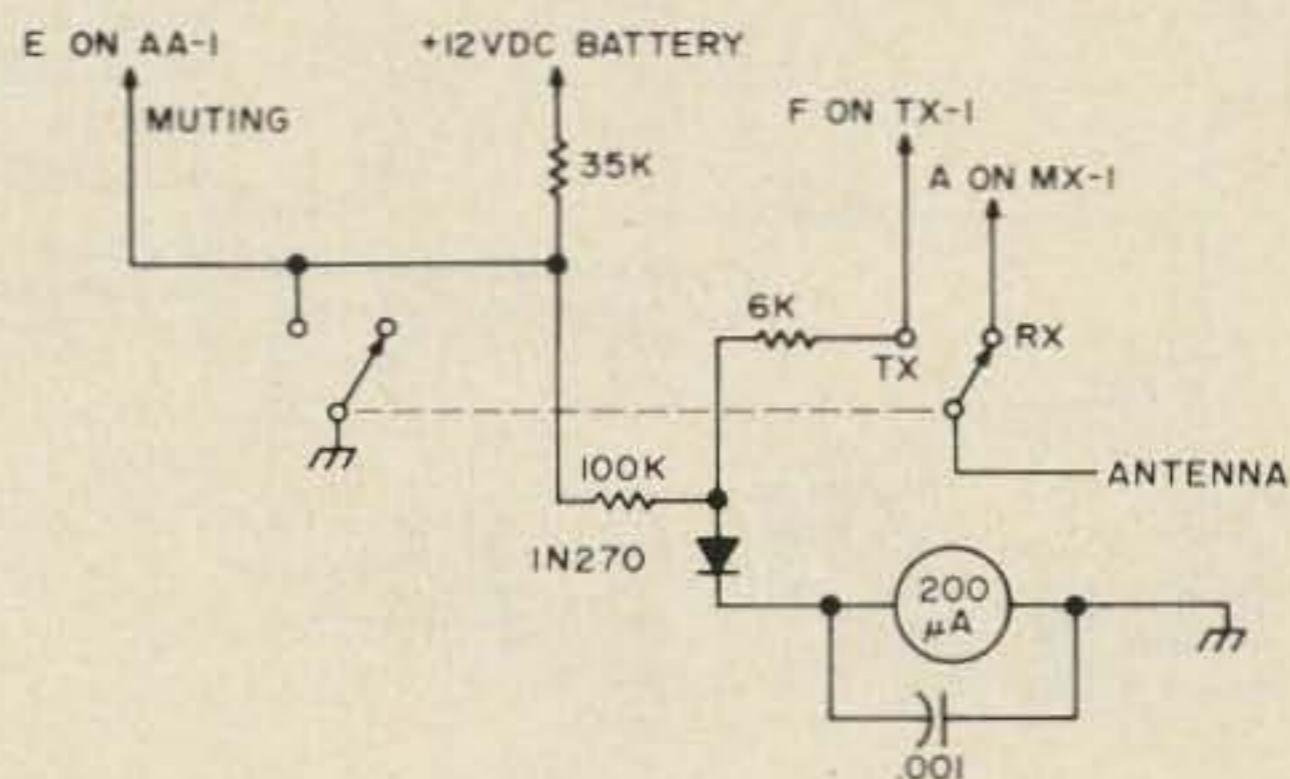 E ON AA-1
+12VDC BATTERY
MUTING
F ON TX-1
35K
A ON MX-1
6K
TX
RX
100K
ANTENNA
1N270
200
μA
.001